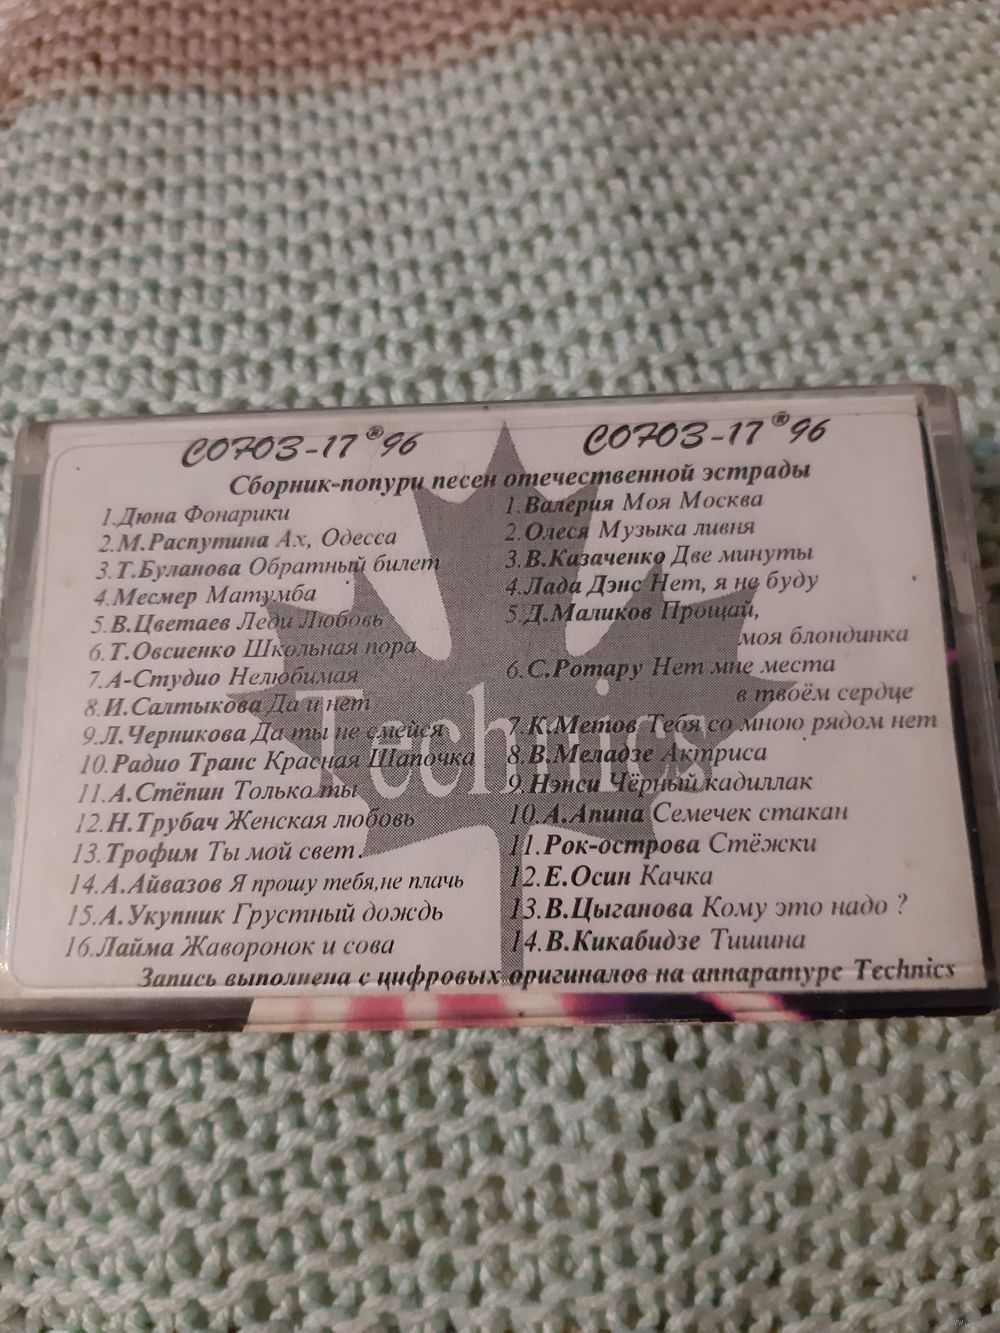 СОЮЗ-17 ® 96
Сборник-попури песен отечественной эстрады
1.Дюна Фонарики
2.М.Распутина Ах, Одесса
3.Т.Буланова Обратный билет
4.Месмер Матумба
5.В.Цветаев Леди Любовь
6.Т.Овсиенко Школьная пора
7.А-Студио Нелюбимая
8.И.Салтыкова Да и нет
9.Л.Черникова Да ты не смейся
10.Радио Транс Красная Шапочка
11.А.Стёпин Только ты
12.Н.Трубач Женская любовь
13.Трофим Ты мой свет.
14.А.Айвазов Я прошу тебя,не плачь
15.А.Укупник Грустный дождь
16.Лайма Жаворонок и сова
СОЮЗ-17 ® 96
1.Валерия Моя Москва
2.Олеся Музыка ливня
3.В.Казаченко Две минуты
4.Лада Дэнс Нет, я не буду
5.Д.Маликов Прощай,
моя блондинка
6.С.Ротару Нет мне места
в твоём сердце
7.К.Метов Тебя со мною рядом нет
8.В.Меладзе Актриса
9.Нэнси Чёрный кадиллак
10.А.Апина Семечек стакан
11.Рок-острова Стёжки
12.Е.Осин Качка
13.В.Цыганова Кому это надо ?
14.В.Кикабидзе Тишина
Technics
Запись выполнена с цифровых оригиналов на аппаратуре Technics